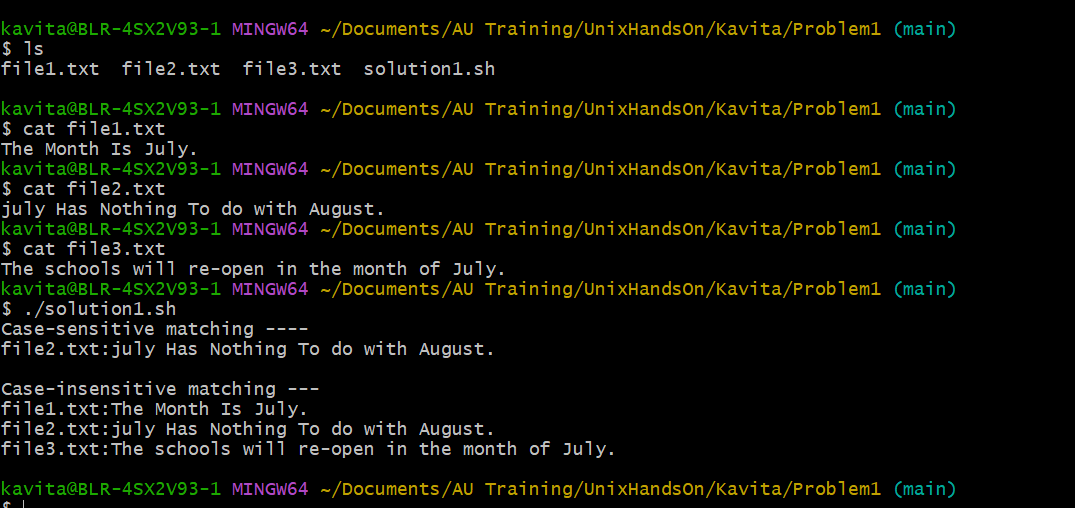 kavita@BLR-4SX2V93-1 MINGW64 ~/Documents/AU Training/UnixHandsOn/Kavita/Problem1 (main)
$ ls
file1.txt  file2.txt  file3.txt  solution1.sh

kavita@BLR-4SX2V93-1 MINGW64 ~/Documents/AU Training/UnixHandsOn/Kavita/Problem1 (main)
$ cat file1.txt
The Month Is July.
kavita@BLR-4SX2V93-1 MINGW64 ~/Documents/AU Training/UnixHandsOn/Kavita/Problem1 (main)
$ cat file2.txt
july Has Nothing To do with August.
kavita@BLR-4SX2V93-1 MINGW64 ~/Documents/AU Training/UnixHandsOn/Kavita/Problem1 (main)
$ cat file3.txt
The schools will re-open in the month of July.
kavita@BLR-4SX2V93-1 MINGW64 ~/Documents/AU Training/UnixHandsOn/Kavita/Problem1 (main)
$ ./solution1.sh
Case-sensitive matching ----
file2.txt:july Has Nothing To do with August.

Case-insensitive matching ---
file1.txt:The Month Is July.
file2.txt:july Has Nothing To do with August.
file3.txt:The schools will re-open in the month of July.

kavita@BLR-4SX2V93-1 MINGW64 ~/Documents/AU Training/UnixHandsOn/Kavita/Problem1 (main)
$